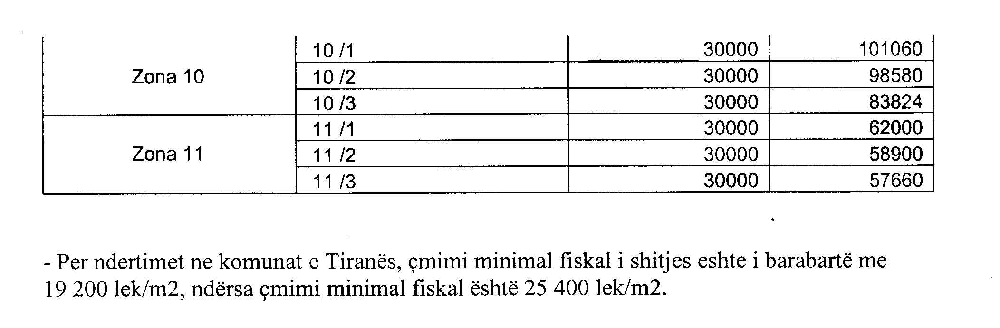 10 /1 30000 101060
Zona 10 10 /2 30000 98580
10 /3 30000 83824
11 /1 30000 62000
Zona 11 11 /2 30000 58900
11 /3 30000 57660
- Per ndertimet ne komunat e Tiranës, çmimi minimal fiskal i shitjes eshte i barabartë me
19 200 lek/m2, ndërsa çmimi minimal fiskal është 25 400 lek/m2.